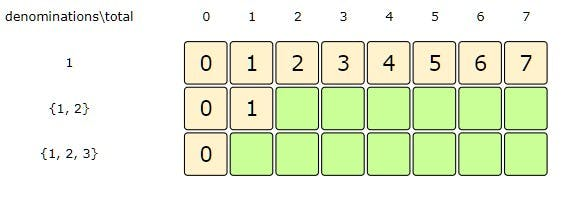 denominations\total 0 1 2 3 4 5 6 7
1 0 1 2 3 4 5 6 7
{1, 2} 0 1
{1, 2, 3} 0